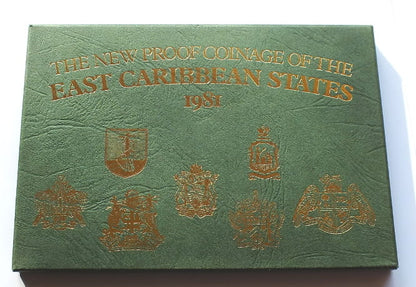 THE NEW PROOF COINAGE OF THE
EAST CARIBBEAN STATES
1981